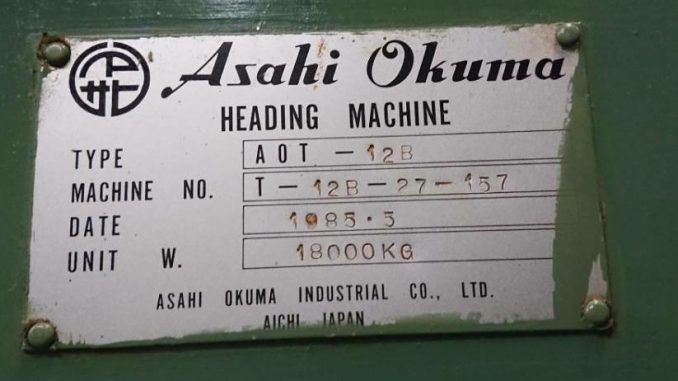 Asahi Okuma
HEADING MACHINE
TYPE AOT-12B
MACHINE NO. T-12B-27-157
DATE 1985.5
UNIT W. 18000KG
ASAHI OKUMA INDUSTRIAL CO., LTD.
AICHI JAPAN